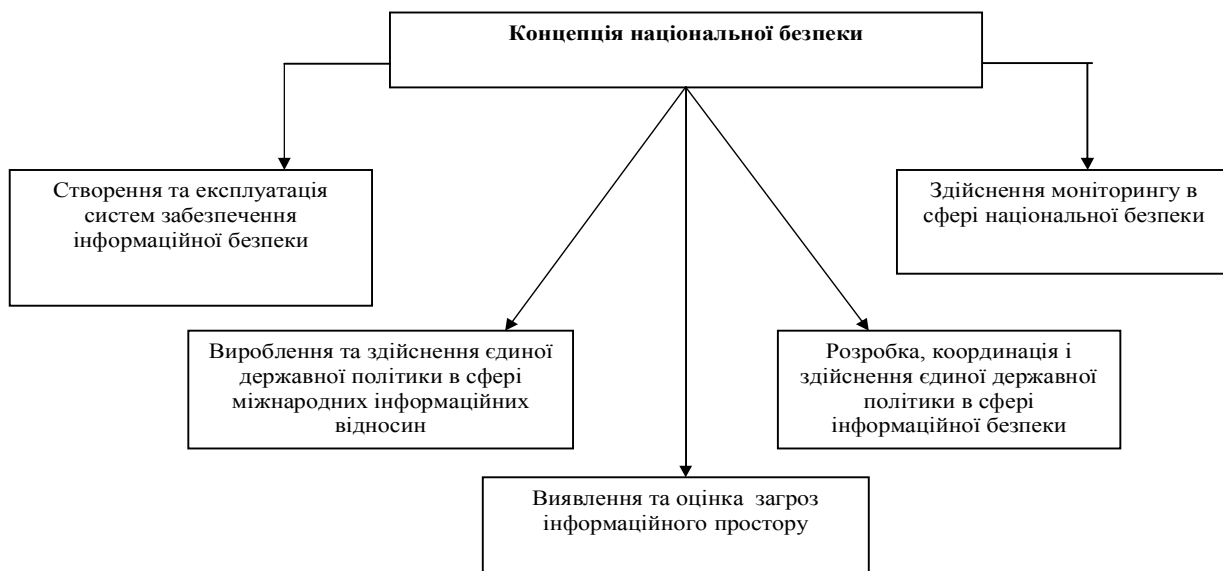 Концепція національної безпеки
Створення та експлуатація
систем забезпечення
інформаційної безпеки
Здійснення моніторингу в
сфері національної безпеки
Вироблення та здійснення єдиної
державної політики в сфері
міжнародних інформаційних
відносин
Розробка, координація і
здійснення єдиної державної
політики в сфері
інформаційної безпеки
Виявлення та оцінка загроз
інформаційного простору